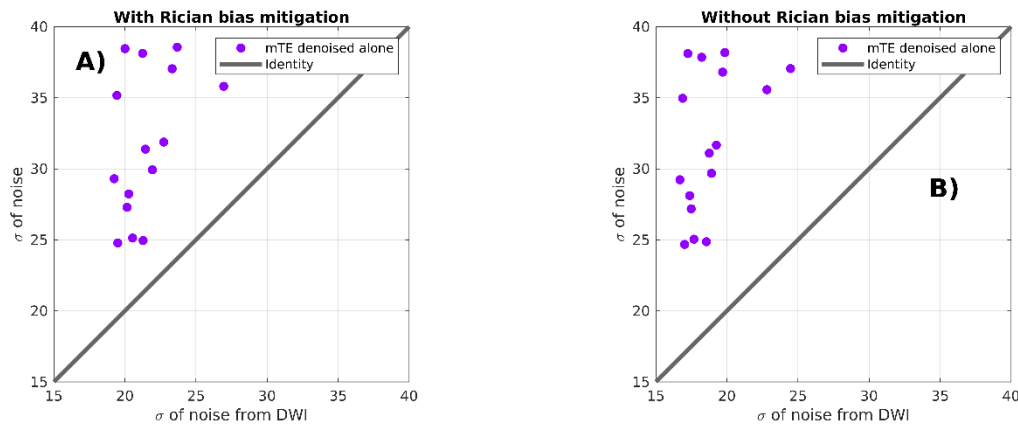 With Rician bias mitigation
A)
mTE denoised alone
Identity
σ of noise
40
35
30
25
20
15
15 20 25 30 35 40
σ of noise from DWI
Without Rician bias mitigation
mTE denoised alone
Identity
B)
σ of noise
40
35
30
25
20
15
15 20 25 30 35 40
σ of noise from DWI